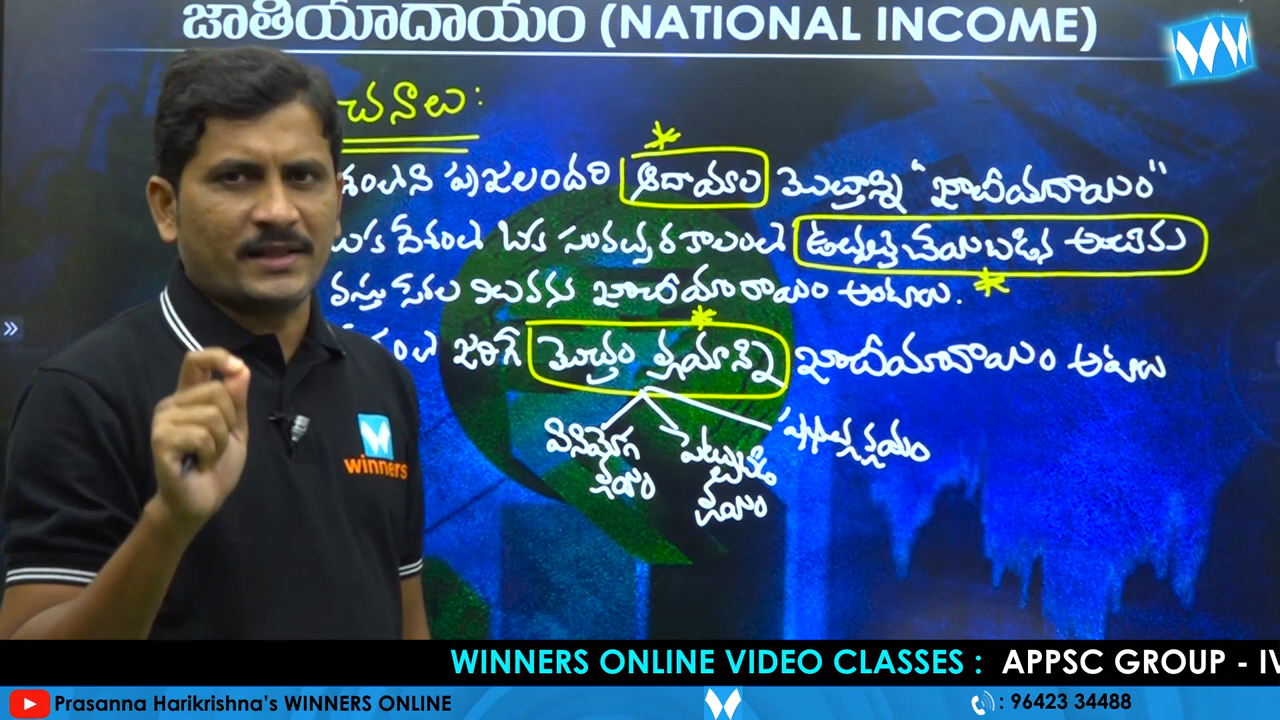 జాతీయాదాయం (NATIONAL INCOME)
చనాలు :
ప్రజలందరి ఆదాయాల మొత్తాన్ని "జాతీయదాయం"
ఒక దేశంలో ఒక సంవత్సర కాలంలో ఉత్పత్తి చేయబడిన అంతిమ
వస్తు సేవల విలువను జాతీయాదాయం అంటారు.
జరిగే మొత్తం వ్యయాన్ని జాతీయాదాయం అంటారు
వినియోగ వ్యయం
పెట్టుబడి వ్యయం
ప్రభుత్వ వ్యయం
winners
WINNERS ONLINE VIDEO CLASSES : APPSC GROUP - IV
Prasanna Harikrishna's WINNERS ONLINE
: 96423 34488